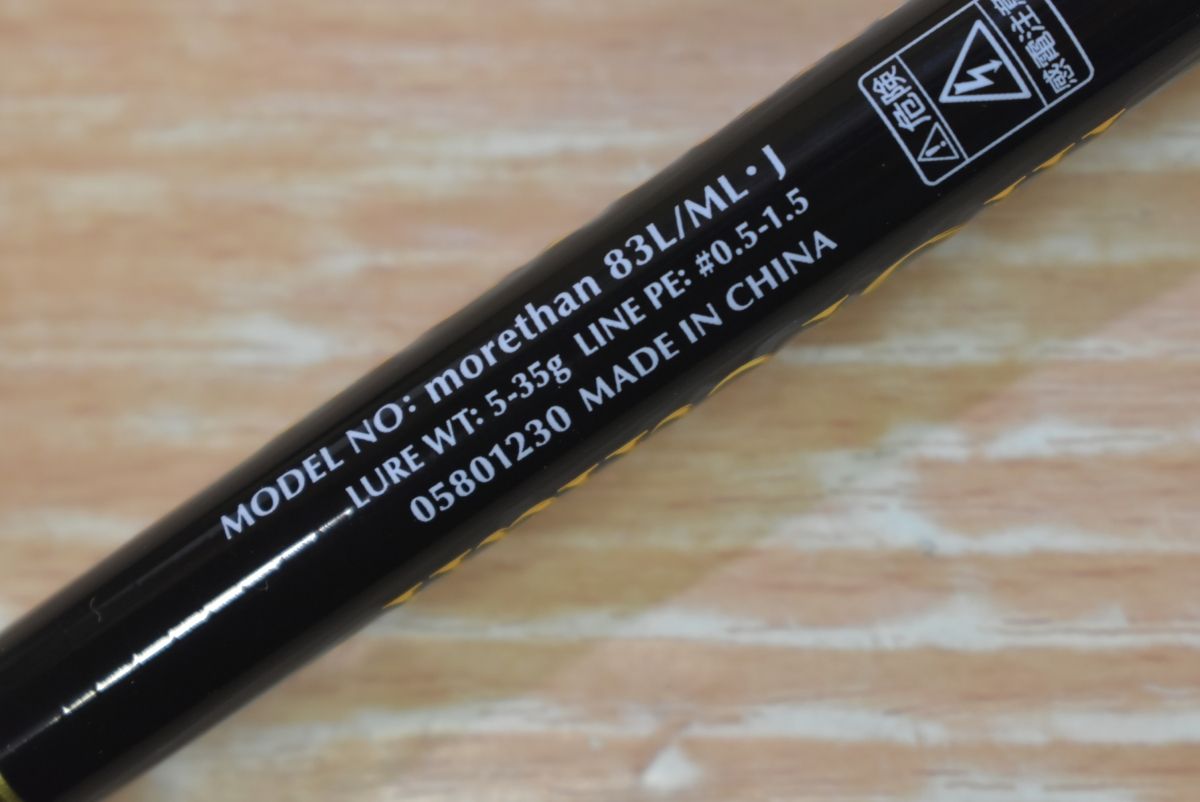 MODEL NO: morethan 83L/ML・J
LURE WT: 5-35g LINE PE: #0.5-1.5
05801230 MADE IN CHINA
危険
感電注意